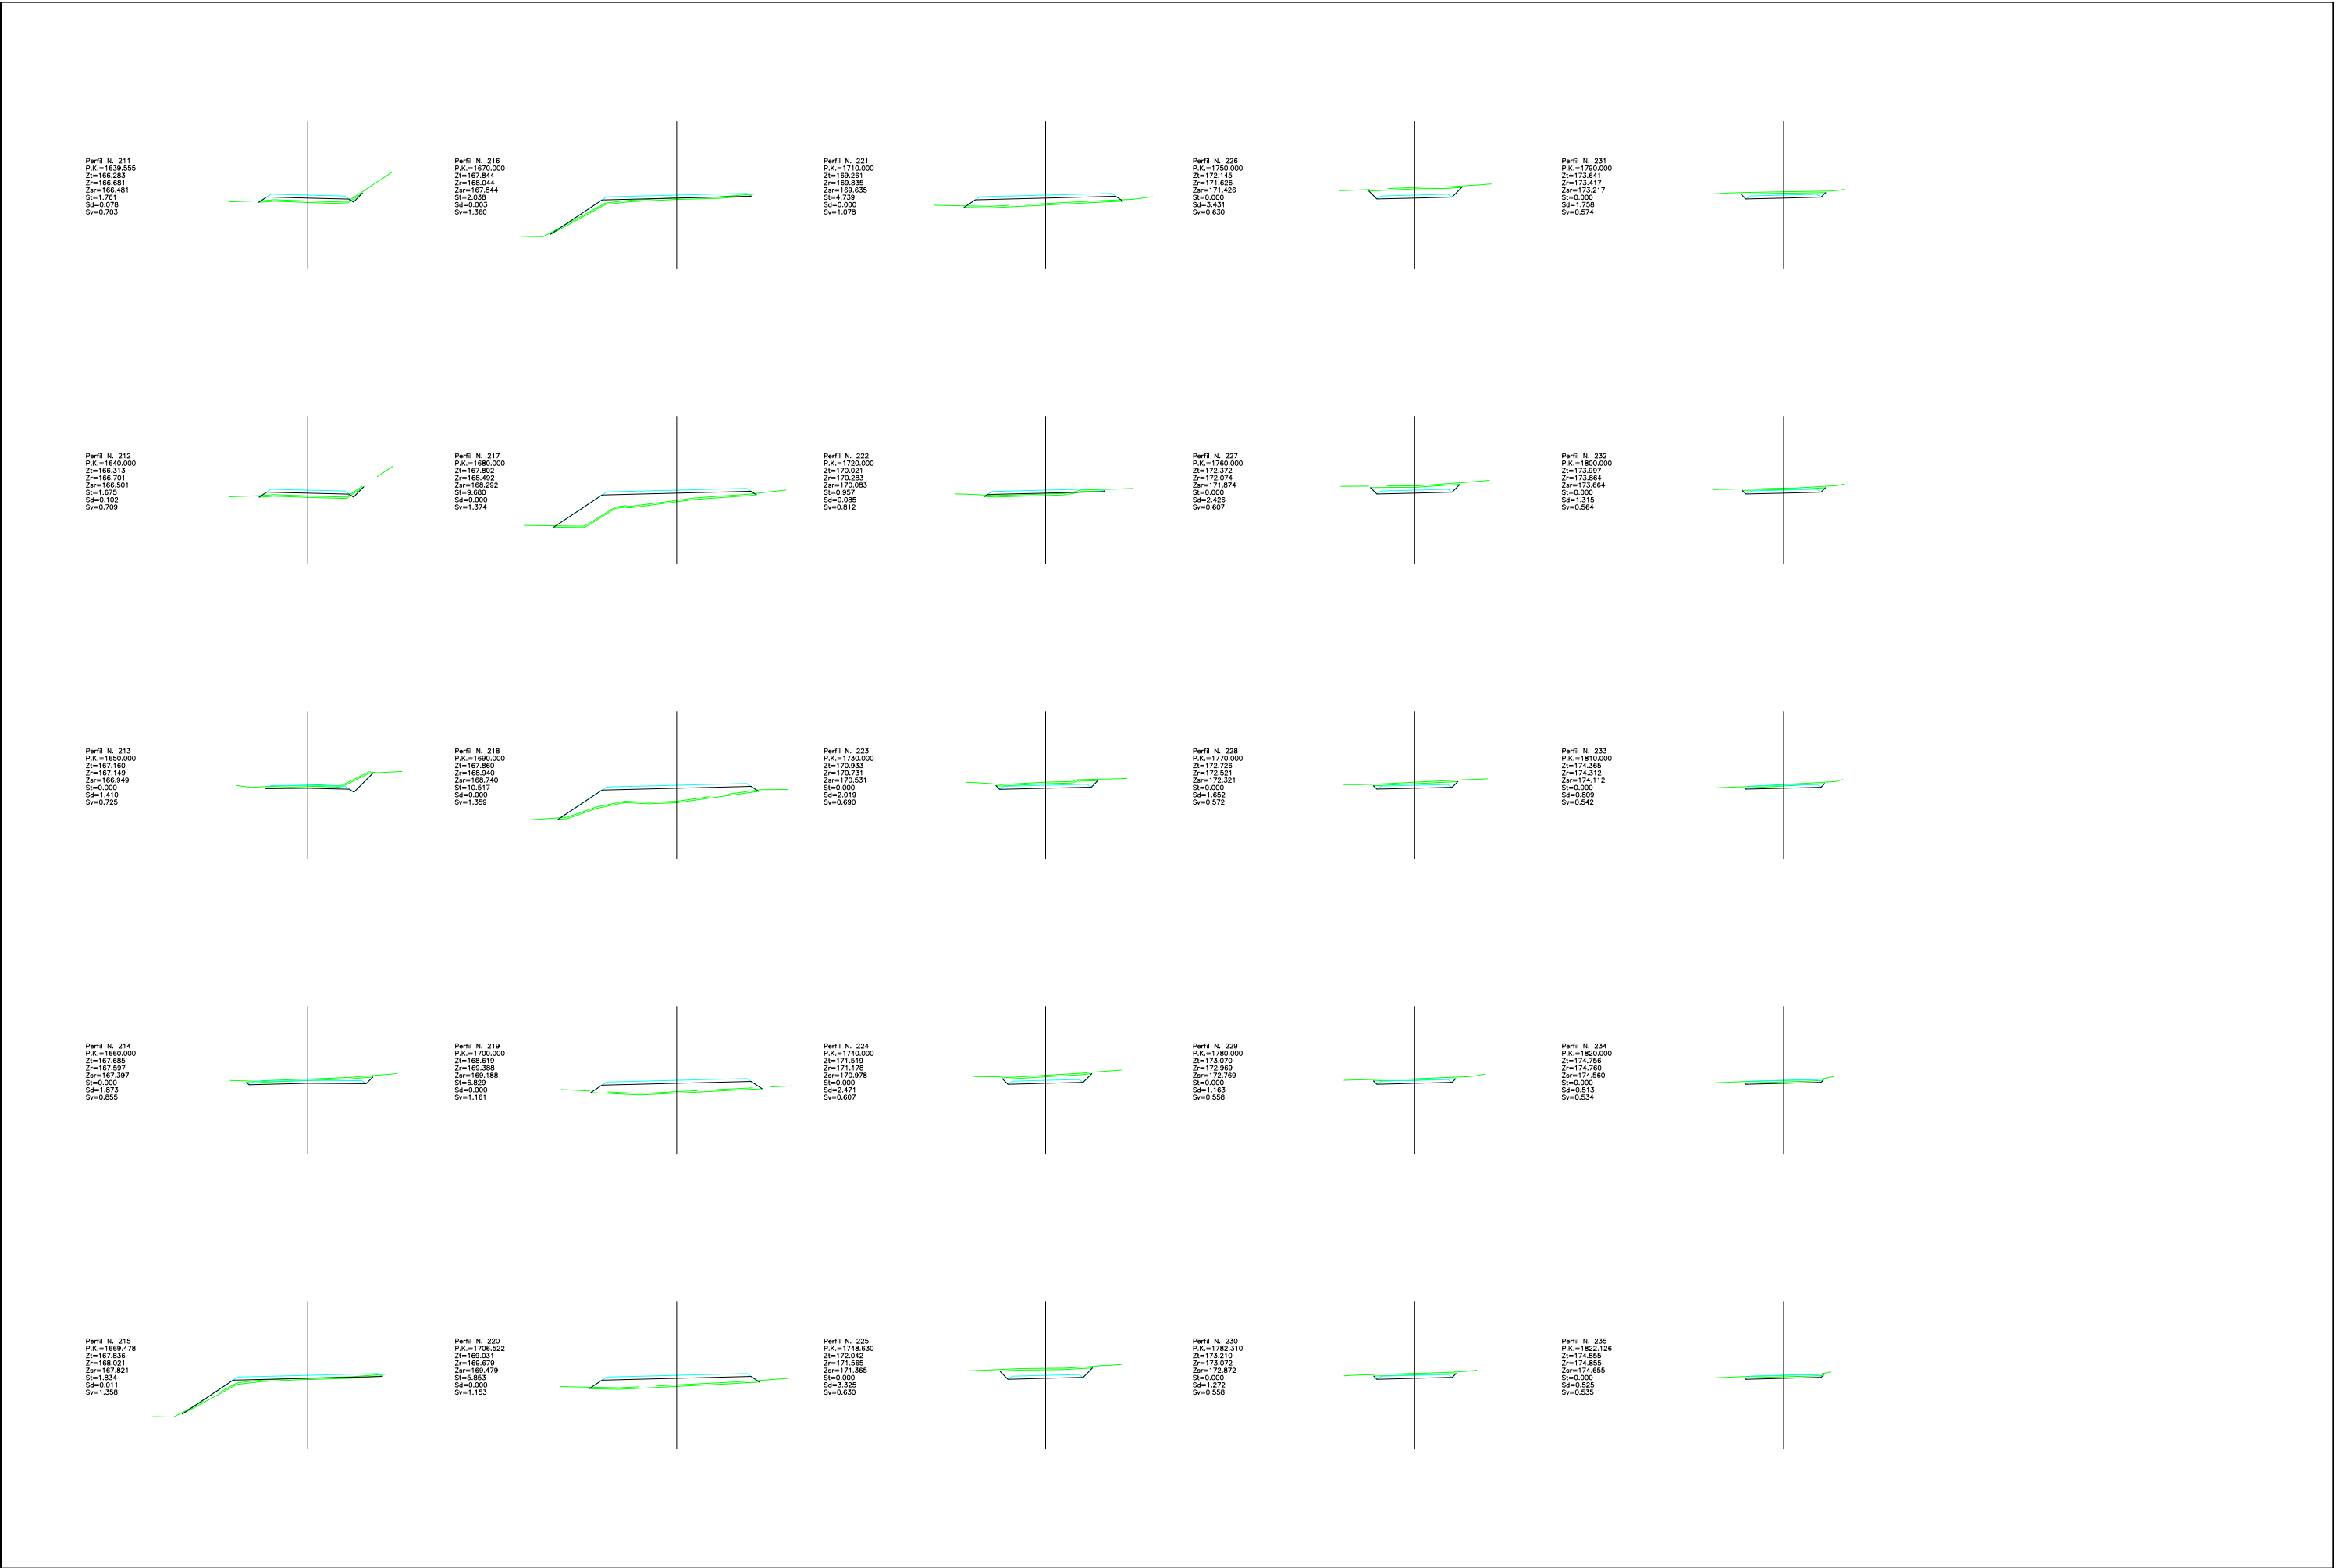 Perfil N. 211
P.K.=1639.555
Zt=166.283
Zr=166.681
Zsr=166.481
St=1.761
Sd=0.078
Sv=0.703
Perfil N. 212
P.K.=1640.000
Zt=166.313
Zr=166.701
Zsr=166.501
St=1.675
Sd=0.102
Sv=0.709
Perfil N. 213
P.K.=1650.000
Zt=167.160
Zr=167.149
Zsr=166.949
St=0.000
Sd=1.410
Sv=0.725
Perfil N. 214
P.K.=1660.000
Zt=167.685
Zr=167.597
Zsr=167.397
St=0.000
Sd=1.873
Sv=0.855
Perfil N. 215
P.K.=1669.478
Zt=167.836
Zr=168.021
Zsr=167.821
St=1.834
Sd=0.011
Sv=1.358
Perfil N. 216
P.K.=1670.000
Zt=167.844
Zr=168.044
Zsr=167.844
St=2.038
Sd=0.003
Sv=1.360
Perfil N. 217
P.K.=1680.000
Zt=167.802
Zr=168.492
Zsr=168.292
St=9.680
Sd=0.000
Sv=1.374
Perfil N. 218
P.K.=1690.000
Zt=167.860
Zr=168.940
Zsr=168.740
St=10.517
Sd=0.000
Sv=1.359
Perfil N. 219
P.K.=1700.000
Zt=168.619
Zr=169.388
Zsr=169.188
St=6.829
Sd=0.000
Sv=1.161
Perfil N. 220
P.K.=1706.522
Zt=169.031
Zr=169.679
Zsr=169.479
St=5.853
Sd=0.000
Sv=1.153
Perfil N. 221
P.K.=1710.000
Zt=169.261
Zr=169.835
Zsr=169.635
St=4.739
Sd=0.000
Sv=1.078
Perfil N. 222
P.K.=1720.000
Zt=170.021
Zr=170.283
Zsr=170.083
St=0.957
Sd=0.085
Sv=0.812
Perfil N. 223
P.K.=1730.000
Zt=170.933
Zr=170.731
Zsr=170.531
St=0.000
Sd=2.019
Sv=0.690
Perfil N. 224
P.K.=1740.000
Zt=171.519
Zr=171.178
Zsr=170.978
St=0.000
Sd=2.471
Sv=0.607
Perfil N. 225
P.K.=1748.630
Zt=172.042
Zr=171.565
Zsr=171.365
St=0.000
Sd=3.325
Sv=0.630
Perfil N. 226
P.K.=1750.000
Zt=172.145
Zr=171.626
Zsr=171.426
St=0.000
Sd=3.431
Sv=0.630
Perfil N. 227
P.K.=1760.000
Zt=172.372
Zr=172.074
Zsr=171.874
St=0.000
Sd=2.426
Sv=0.607
Perfil N. 228
P.K.=1770.000
Zt=172.726
Zr=172.521
Zsr=172.321
St=0.000
Sd=1.652
Sv=0.572
Perfil N. 229
P.K.=1780.000
Zt=173.070
Zr=172.969
Zsr=172.769
St=0.000
Sd=1.163
Sv=0.558
Perfil N. 230
P.K.=1782.310
Zt=173.210
Zr=173.072
Zsr=172.872
St=0.000
Sd=1.272
Sv=0.558
Perfil N. 231
P.K.=1790.000
Zt=173.641
Zr=173.417
Zsr=173.217
St=0.000
Sd=1.758
Sv=0.574
Perfil N. 232
P.K.=1800.000
Zt=173.997
Zr=173.864
Zsr=173.664
St=0.000
Sd=1.315
Sv=0.564
Perfil N. 233
P.K.=1810.000
Zt=174.365
Zr=174.312
Zsr=174.112
St=0.000
Sd=0.809
Sv=0.542
Perfil N. 234
P.K.=1820.000
Zt=174.756
Zr=174.760
Zsr=174.560
St=0.000
Sd=0.513
Sv=0.534
Perfil N. 235
P.K.=1822.126
Zt=174.855
Zr=174.855
Zsr=174.655
St=0.000
Sd=0.525
Sv=0.535